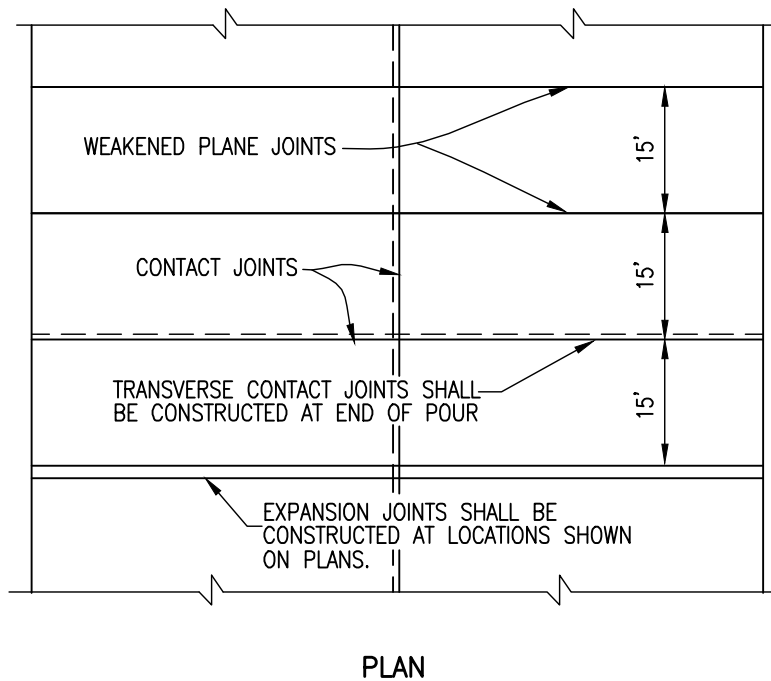 WEAKENED PLANE JOINTS
15'
CONTACT JOINTS
15'
TRANSVERSE CONTACT JOINTS SHALL
BE CONSTRUCTED AT END OF POUR
15'
EXPANSION JOINTS SHALL BE
CONSTRUCTED AT LOCATIONS SHOWN
ON PLANS.
PLAN